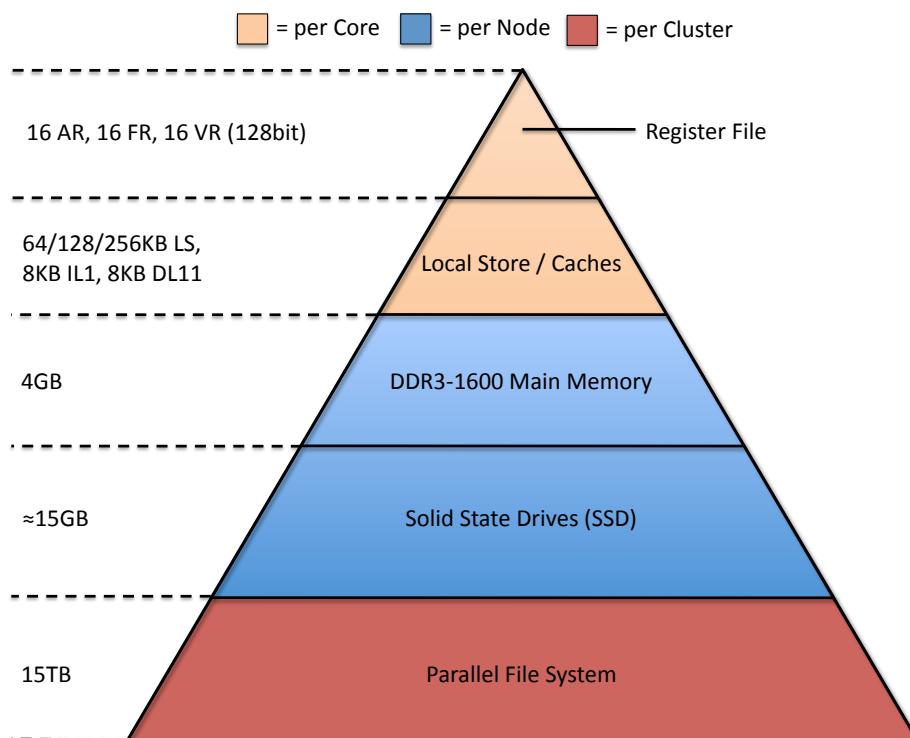 = per Core = per Node = per Cluster
16 AR, 16 FR, 16 VR (128bit)
Register File
64/128/256KB LS,
8KB IL1, 8KB DL11
Local Store / Caches
4GB
DDR3-1600 Main Memory
≈15GB
Solid State Drives (SSD)
15TB
Parallel File System